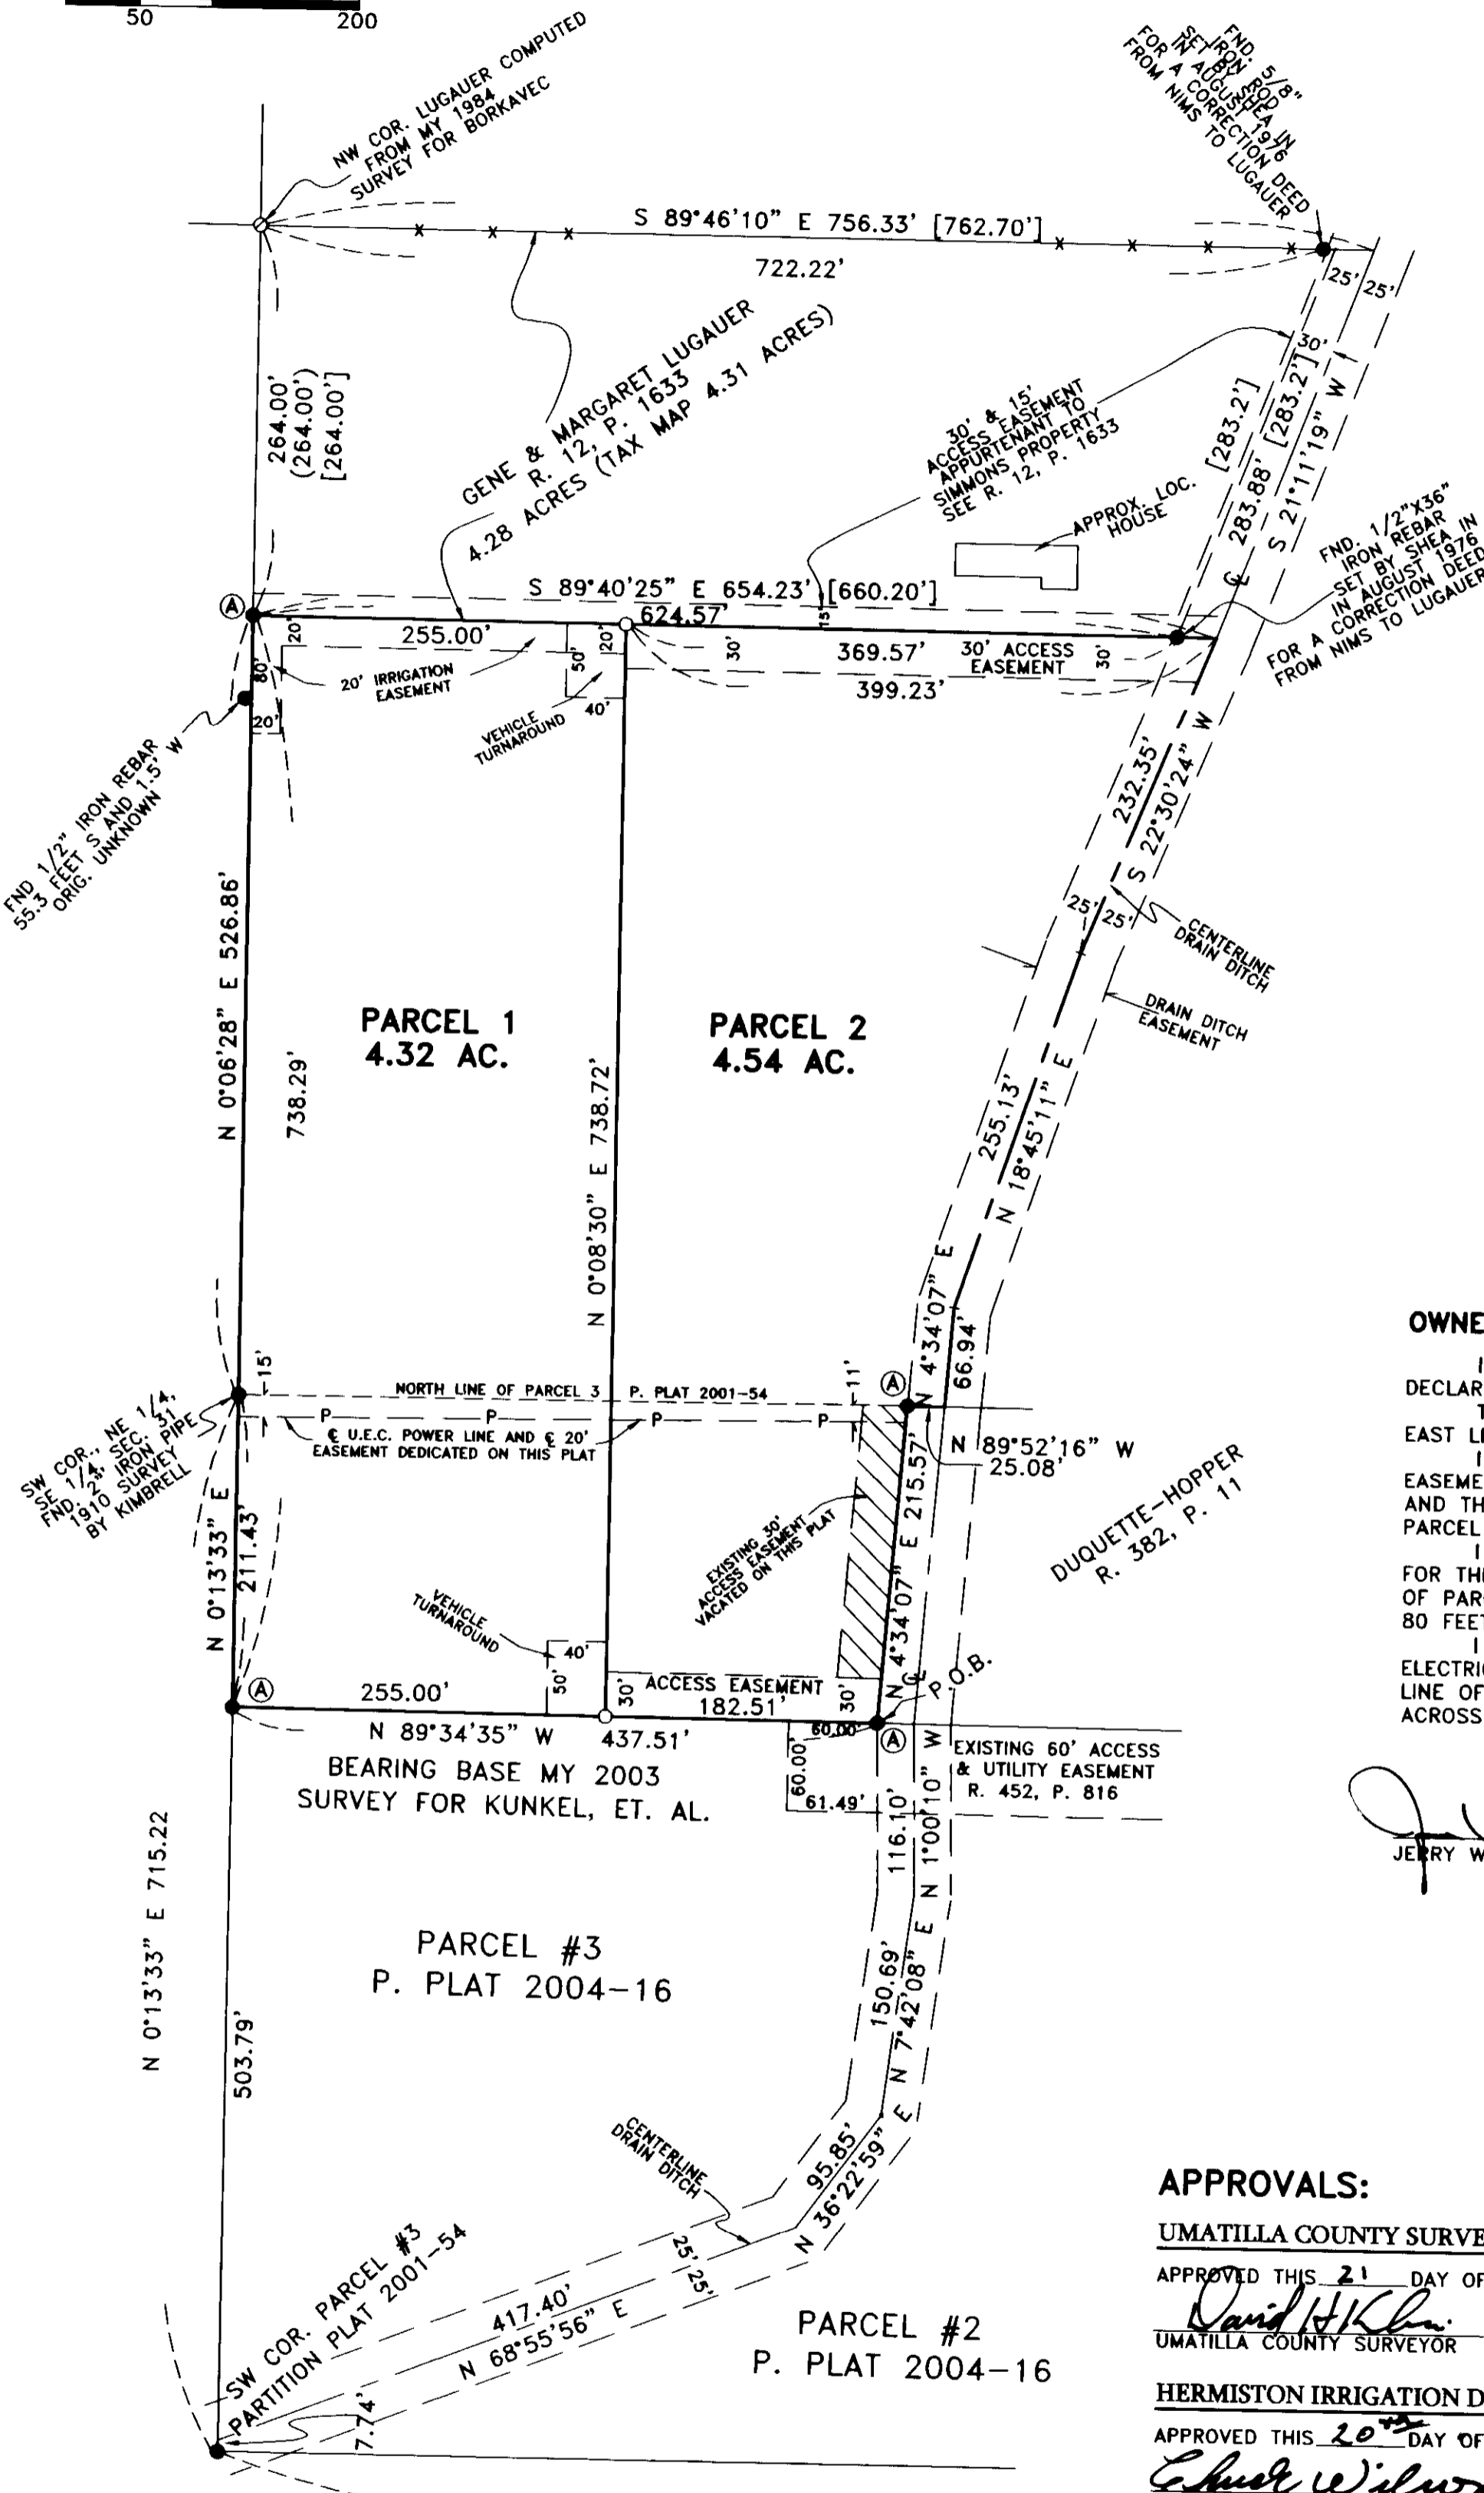 50
200
NW COR. LUGAUER COMPUTED
FROM MY 1984
SURVEY FOR BORKAVEC
FND. 5/8"
IRON ROD
SET BY SHEA IN
IN AUGUST 1976
FOR A CORRECTION DEED
FROM NIMS TO LUGAUER
S 89°46'10" E 756.33' [762.70']
722.22'
25' 25'
30'
264.00'
(264.00')
[264.00']
GENE & MARGARET LUGAUER
R. 12, P. 1633
4.28 ACRES (TAX MAP 4.31 ACRES)
30' & 15'
ACCESS EASEMENT
APPURTENANT TO
SIMMONS PROPERTY
SEE R. 12, P. 1633
[283.2']
283.88' [283.2']
S 21°11'19" W
APPROX. LOC.
HOUSE
FND. 1/2"X36"
IRON REBAR
SET BY SHEA IN
IN AUGUST 1976
FOR A CORRECTION DEED
FROM NIMS TO LUGAUER
S 89°40'25" E 654.23' [660.20']
A
624.57'
15'
20'
255.00'
50'
20'
30'
369.57'
30' ACCESS
EASEMENT
30'
399.23'
80'
20' IRRIGATION
EASEMENT
20'
40'
VEHICLE
TURNAROUND
FND 1/2" IRON REBAR
55.3 FEET S AND 1.5' W
ORIG. UNKNOWN
232.35'
S 22°30'24" W
25' 25'
CENTERLINE
DRAIN DITCH
DRAIN DITCH
EASEMENT
N 0°06'28" E 526.86'
738.29'
PARCEL 1
4.32 AC.
N 0°08'30" E 738.72'
PARCEL 2
4.54 AC.
255.13'
N 18°45'11" E
N 4°34'07" E
66.94'
OWNE
DECLAR
EAST L
EASEME
AND TH
PARCEL
FOR TH
OF PAR
80 FEET
ELECTRI
LINE OF
ACROSS
SW COR., NE 1/4,
SE 1/4, SEC. 31
FND. 2" IRON PIPE
1910 SURVEY
BY KIMBRELL
15'
NORTH LINE OF PARCEL 3 P. PLAT 2001-54
11'
A
P P P P
℄ U.E.C. POWER LINE AND ℄ 20'
EASEMENT DEDICATED ON THIS PLAT
N 89°52'16" W
25.08'
N 0°13'33" E
211.43'
EXISTING 30'
ACCESS EASEMENT
VACATED ON THIS PLAT
N 4°34'07" E 215.57'
DUQUETTE-HOPPER
R. 382, P. 11
VEHICLE
TURNAROUND
40'
50'
30'
ACCESS EASEMENT
30'
P.O.B.
A
255.00'
182.51'
N 89°34'35" W 437.51'
60.00'
A
BEARING BASE MY 2003
SURVEY FOR KUNKEL, ET. AL.
60.00'
61.49'
EXISTING 60' ACCESS
& UTILITY EASEMENT
R. 452, P. 816
116.10'
N 1°00'10" W
JERRY W
N 0°13'33" E 715.22
503.79'
PARCEL #3
P. PLAT 2004-16
150.69'
N 7°42'08" E
CENTERLINE
DRAIN DITCH
95.85'
N 36°22'59" E
25' 25'
SW COR. PARCEL #3
PARTITION PLAT 2001-54
417.40'
N 68°55'56" E
7.74'
PARCEL #2
P. PLAT 2004-16
APPROVALS:
UMATILLA COUNTY SURVE
APPROVED THIS 21 DAY OF
UMATILLA COUNTY SURVEYOR
HERMISTON IRRIGATION D
APPROVED THIS 20th DAY OF